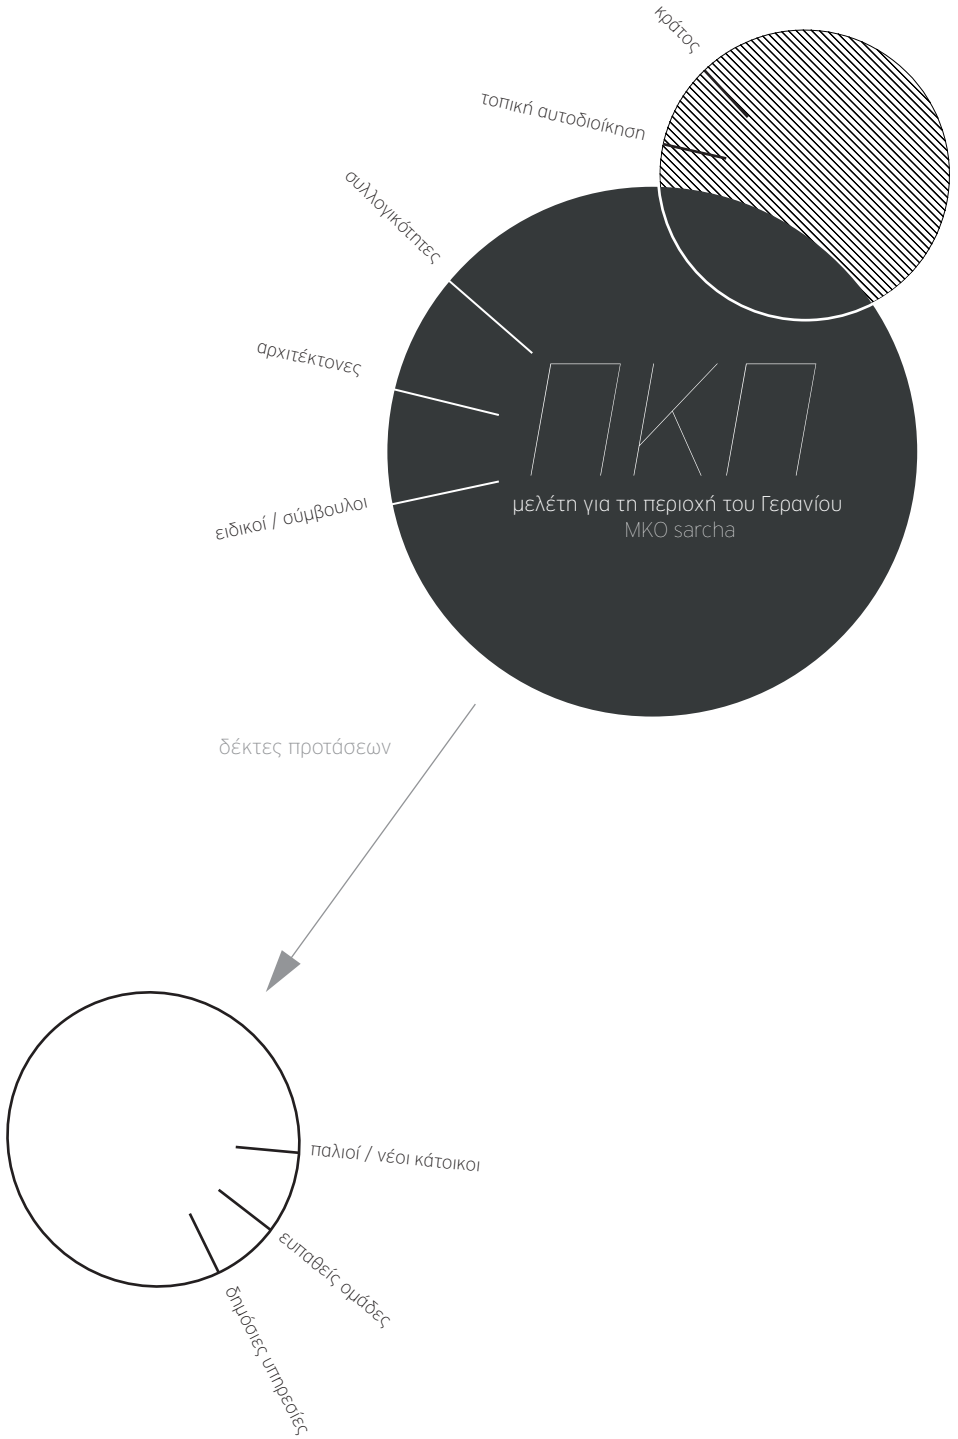 κράτος
τοπική αυτοδιοίκηση
συλλογικότητες
αρχιτέκτονες
ειδικοί / σύμβουλοι
ΠΚΠ
μελέτη για τη περιοχή του Γερανίου
ΜΚΟ sarcha
δέκτες προτάσεων
παλιοί / νέοι κάτοικοι
ευπαθείς ομάδες
δημόσιες υπηρεσίες